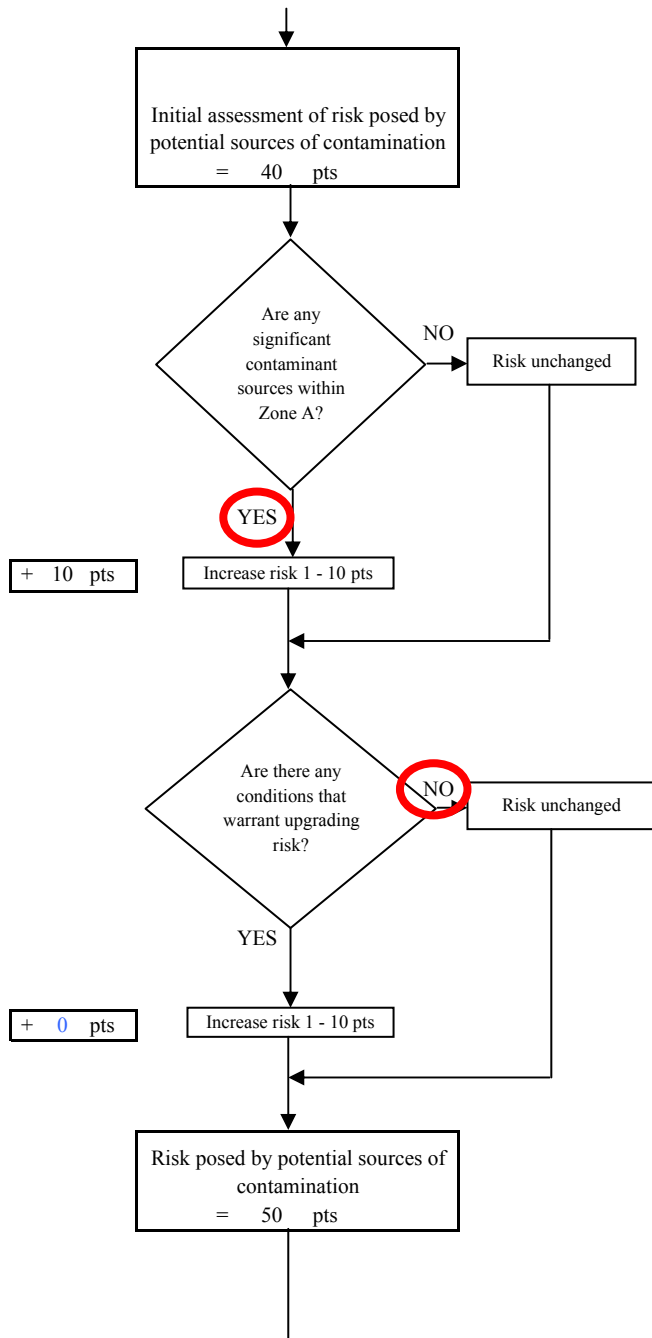 Initial assessment of risk posed by
potential sources of contamination
= 40 pts
Are any
significant
contaminant
sources within
Zone A?
NO
Risk unchanged
YES
+ 10 pts
Increase risk 1 - 10 pts
Are there any
conditions that
warrant upgrading
risk?
NO
Risk unchanged
YES
+ 0 pts
Increase risk 1 - 10 pts
Risk posed by potential sources of
contamination
= 50 pts